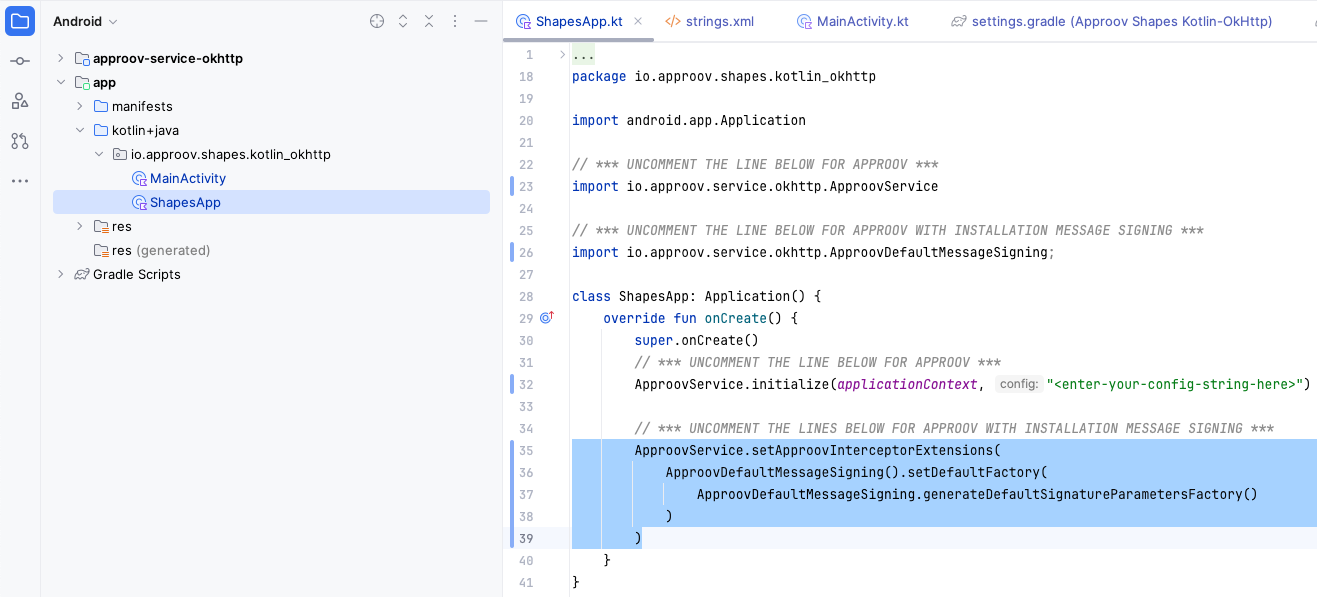 Android
approov-service-okhttp
app
manifests
kotlin+java
io.approov.shapes.kotlin_okhttp
MainActivity
ShapesApp
res
res (generated)
Gradle Scripts
ShapesApp.kt
strings.xml
MainActivity.kt
settings.gradle (Approov Shapes Kotlin-OkHttp)
1 ...
18 package io.approov.shapes.kotlin_okhttp
19
20 import android.app.Application
21
22 // *** UNCOMMENT THE LINE BELOW FOR APPROOV ***
23 import io.approov.service.okhttp.ApproovService
24
25 // *** UNCOMMENT THE LINE BELOW FOR APPROOV WITH INSTALLATION MESSAGE SIGNING ***
26 import io.approov.service.okhttp.ApproovDefaultMessageSigning;
27
28 class ShapesApp: Application() {
29 override fun onCreate() {
30 super.onCreate()
31 // *** UNCOMMENT THE LINE BELOW FOR APPROOV ***
32 ApproovService.initialize(applicationContext, config: "<enter-your-config-string-here>")
33
34 // *** UNCOMMENT THE LINES BELOW FOR APPROOV WITH INSTALLATION MESSAGE SIGNING ***
35 ApproovService.setApproovInterceptorExtensions(
36 ApproovDefaultMessageSigning().setDefaultFactory(
37 ApproovDefaultMessageSigning.generateDefaultSignatureParametersFactory()
38 )
39 )
40 }
41 }